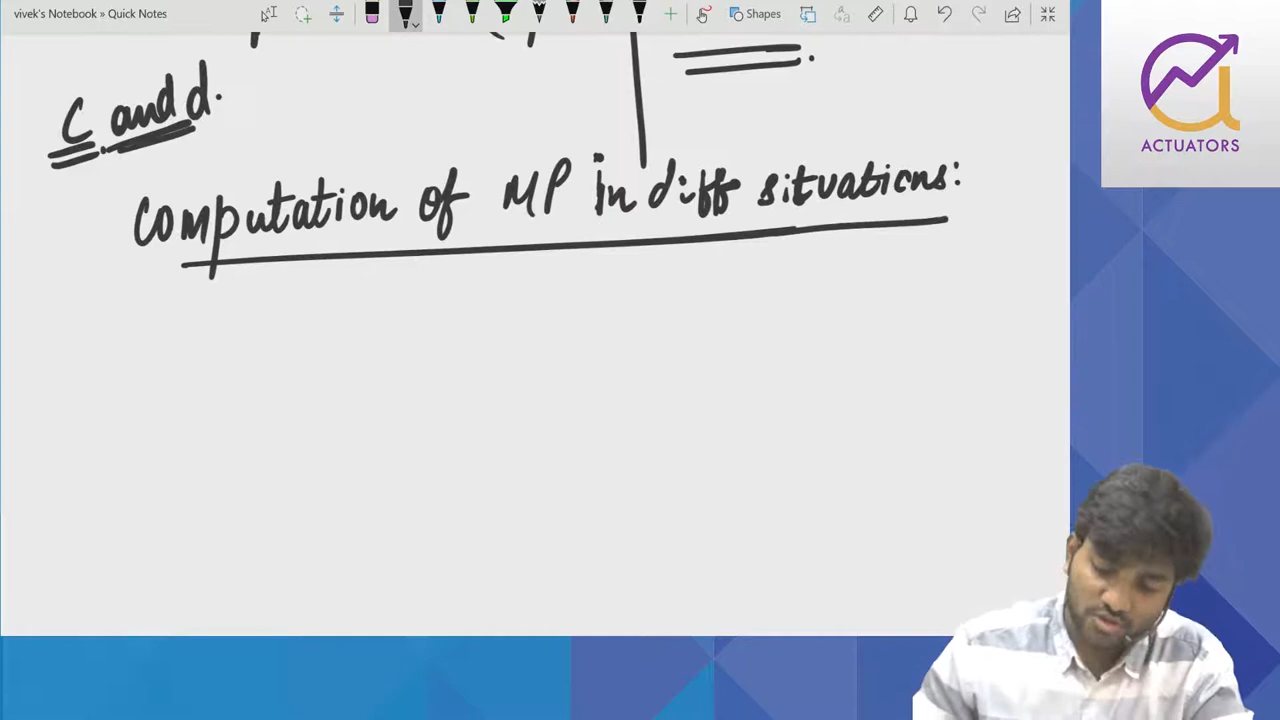 vivek's Notebook » Quick Notes
Shapes
C. and d.
Computation of MP in diff situations:
ACTUATORS